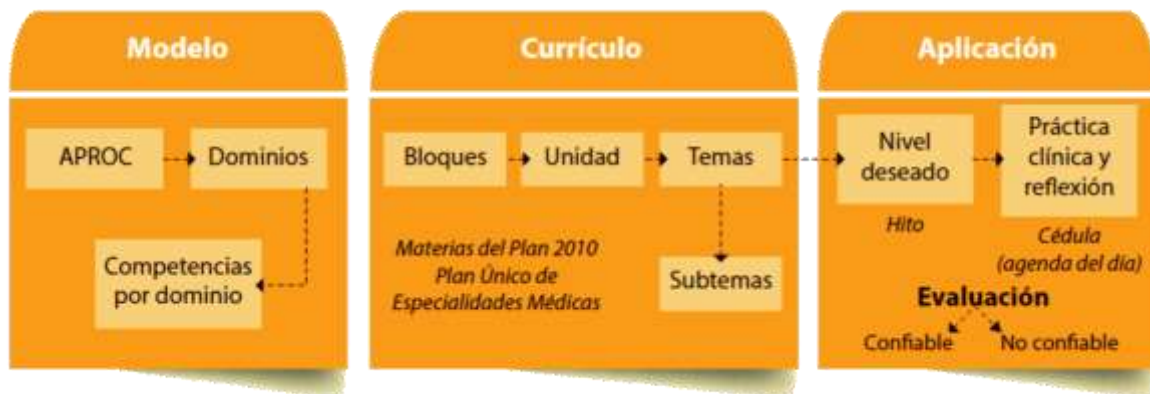 Modelo
APROC
Dominios
Competencias
por dominio
Currículo
Bloques
Unidad
Temas
Materias del Plan 2010
Plan Único de
Especialidades Médicas
Subtemas
Aplicación
Nivel
deseado
Hito
Práctica
clínica y
reflexión
Cédula
(agenda del día)
Evaluación
Confiable
No confiable